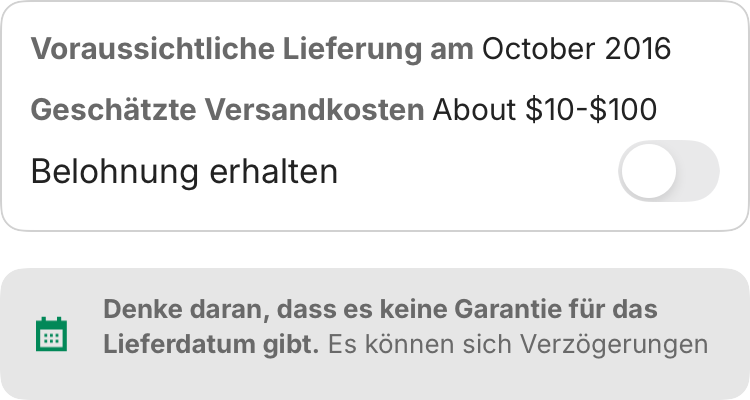 Voraussichtliche Lieferung am October 2016
Geschätzte Versandkosten About $10-$100
Belohnung erhalten
Denke daran, dass es keine Garantie für das
Lieferdatum gibt. Es können sich Verzögerungen